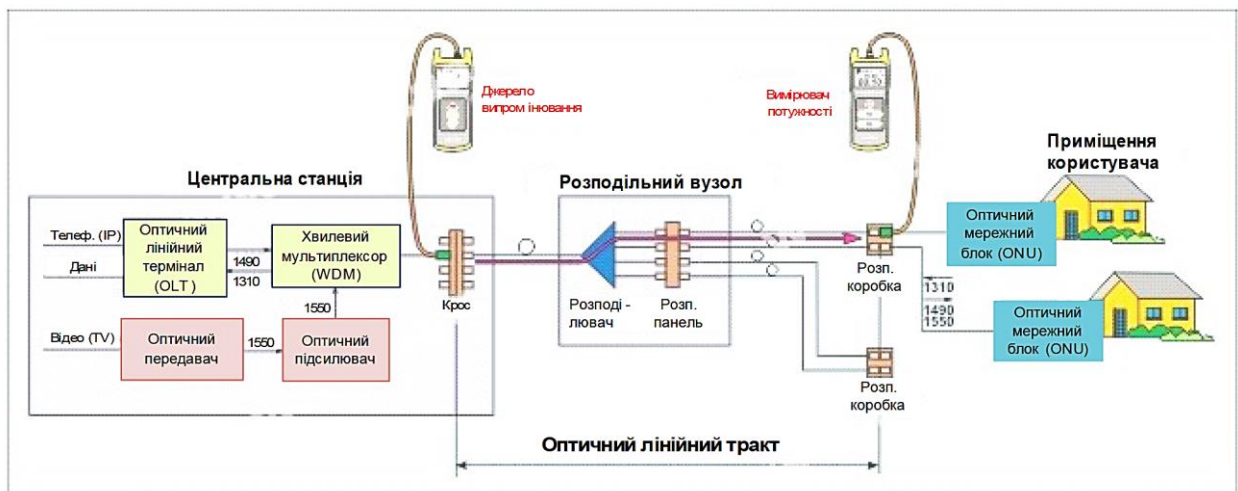 Джерело
випром інювання
Вимірювач
потужності
Приміщення
користувача
Центральна станція
Розподільний вузол
Телеф. (IP)
Дані
Відео (TV)
Оптичний
лінійний
термінал
(OLT)
1490
1310
Хвилевий
мультиплексор
(WDM)
1550
Оптичний
передавач
1550
Оптичний
підсилювач
Крос
Розподі -
лювач
Розп.
панель
Розп.
коробка
Розп.
коробка
Оптичний
мережний
блок (ONU)
1310
1490
1550
Оптичний
мережний
блок (ONU)
Оптичний лінійний тракт